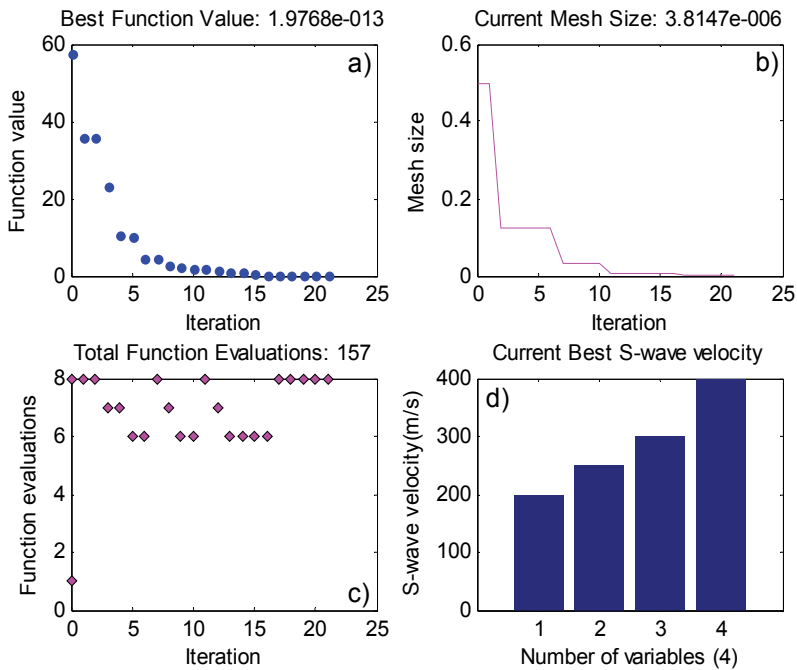 Best Function Value: 1.9768e-013
a)
Function value
60
40
20
0
0 5 10 15 20 25
Iteration
Current Mesh Size: 3.8147e-006
b)
Mesh size
0.6
0.4
0.2
0
0 5 10 15 20 25
Iteration
Total Function Evaluations: 157
c)
Function evaluations
8
6
4
2
0
0 5 10 15 20 25
Iteration
Current Best S-wave velocity
d)
S-wave velocity(m/s)
400
300
200
100
0
1 2 3 4
Number of variables (4)